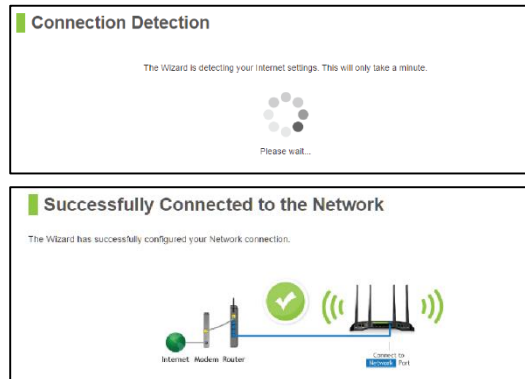 Connection Detection
The Wizard is detecting your Internet settings. This will only take a minute.
Please wait...
Successfully Connected to the Network
The Wizard has successfully configured your Network connection.
Internet Modem Router
Connect to
Network Port